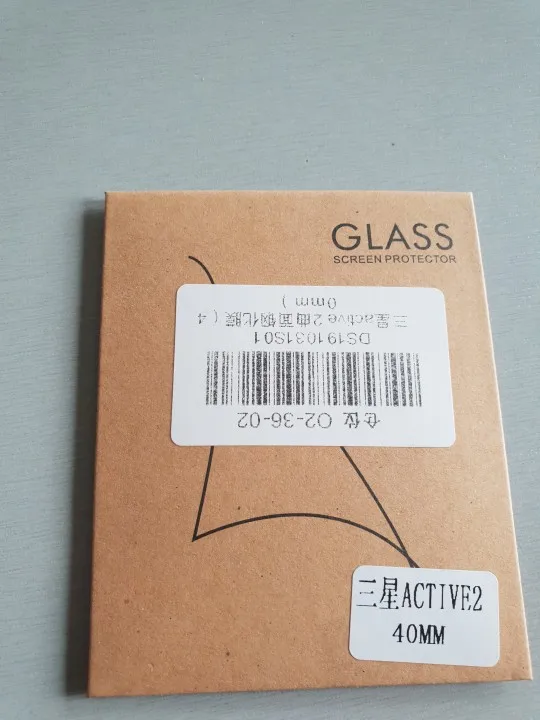 GLASS
SCREEN PROTECTOR
仓位 O2-36-02
DS191031S01
三星active 2曲面钢化膜 ( 4
0mm )
三星ACTIVE2
40MM